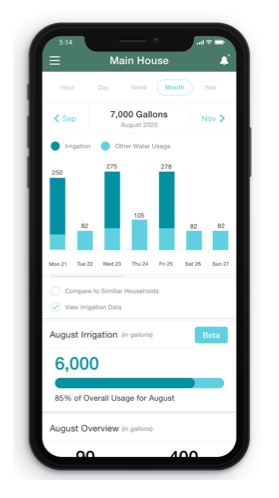 5:14
Main House
Hour Day Week Month Year
Sep 7,000 Gallons Nov
August 2020
Irrigation Other Water Usage
250 82 275 105 278 82 82
Mon 21 Tue 22 Wed 23 Thu 24 Fri 25 Sat 26 Sun 27
Compare to Similiar Households
View Irrigation Data
August Irrigation (in gallons) Beta
6,000
85% of Overall Usage for August
August Overview (in gallons)
90 400